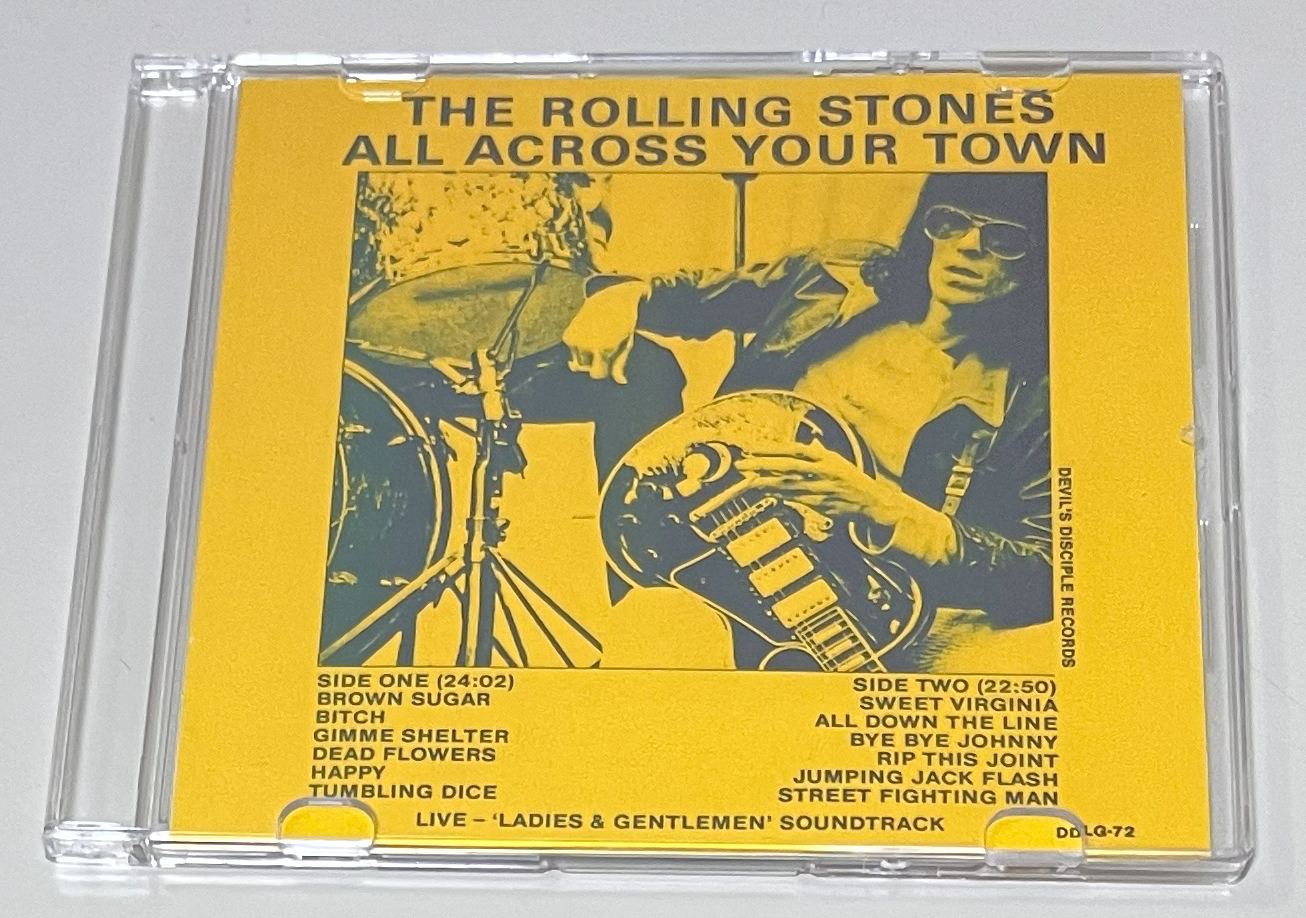 THE ROLLING STONES
ALL ACROSS YOUR TOWN
DEVIL'S DISCIPLE RECORDS
SIDE ONE (24:02)
BROWN SUGAR
BITCH
GIMME SHELTER
DEAD FLOWERS
HAPPY
TUMBLING DICE
SIDE TWO (22:50)
SWEET VIRGINIA
ALL DOWN THE LINE
BYE BYE JOHNNY
RIP THIS JOINT
JUMPING JACK FLASH
STREET FIGHTING MAN
LIVE – 'LADIES & GENTLEMEN' SOUNDTRACK
DDLG-72